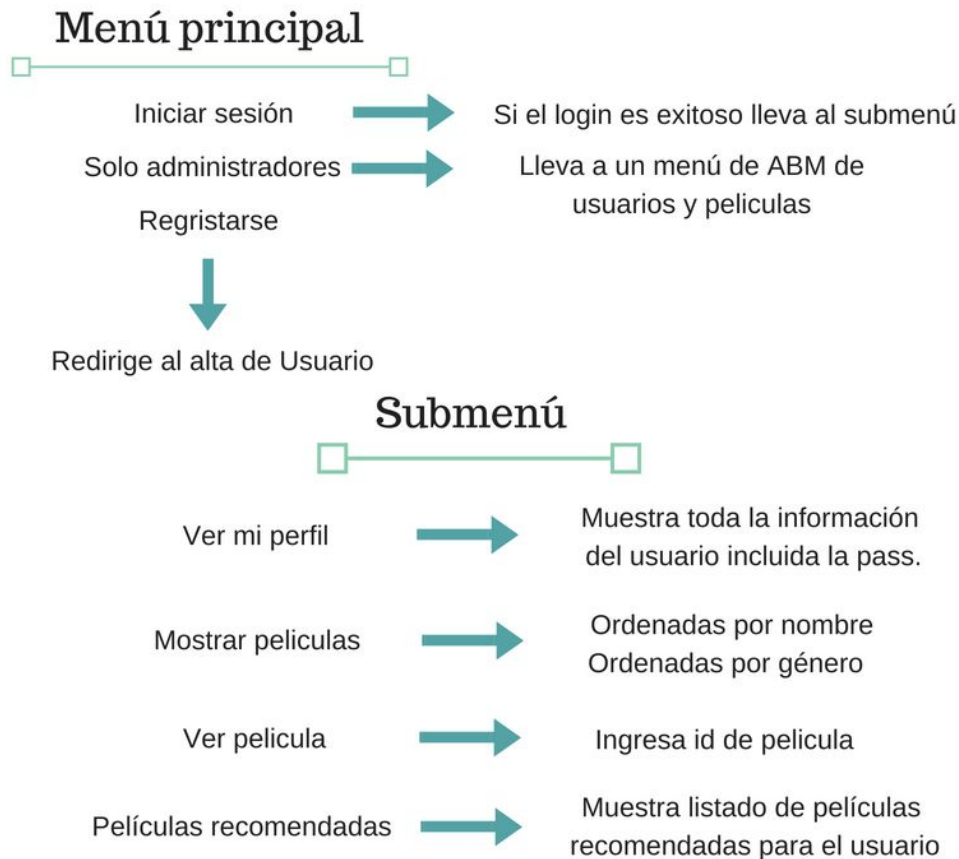 Menú principal
Iniciar sesión
Si el login es exitoso lleva al submenú
Solo administradores
Lleva a un menú de ABM de
usuarios y peliculas
Regristarse
Redirige al alta de Usuario
Submenú
Ver mi perfil
Muestra toda la información
del usuario incluida la pass.
Mostrar peliculas
Ordenadas por nombre
Ordenadas por género
Ver pelicula
Ingresa id de pelicula
Películas recomendadas
Muestra listado de películas
recomendadas para el usuario